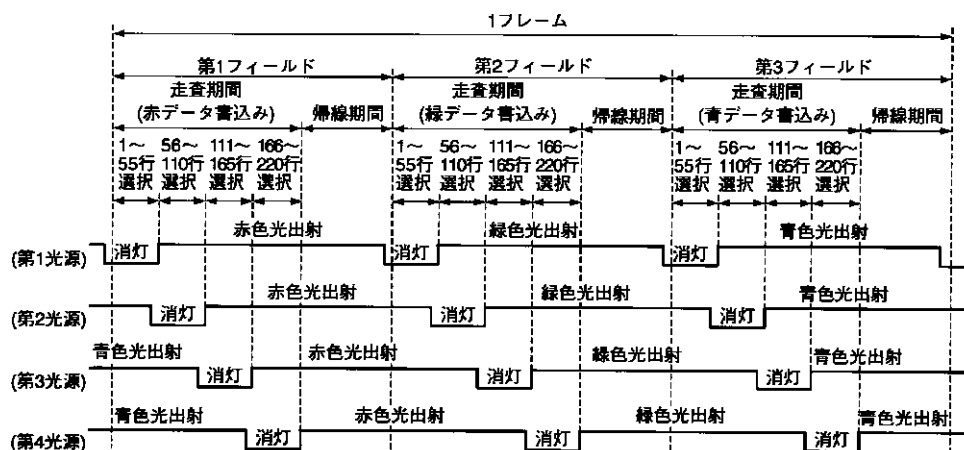 1フレーム
第1フィールド 第2フィールド 第3フィールド
走査期間 走査期間 走査期間
(赤データ書込み) 帰線期間 (緑データ書込み) 帰線期間 (青データ書込み) 帰線期間
1～ 56～ 111～ 166～ 1～ 56～ 111～ 166～ 1～ 56～ 111～ 166～
55行 110行 165行 220行 55行 110行 165行 220行 55行 110行 165行 220行
選択 選択 選択 選択 選択 選択 選択 選択 選択 選択 選択 選択
赤色光出射 緑色光出射 青色光出射
(第1光源) 消灯 消灯 消灯
赤色光出射 緑色光出射 青色光出射
(第2光源) 消灯 消灯 消灯
青色光出射 赤色光出射 緑色光出射 青色光出射
(第3光源) 消灯 消灯 消灯
青色光出射 赤色光出射 緑色光出射 青色光出射
(第4光源) 消灯 消灯 消灯